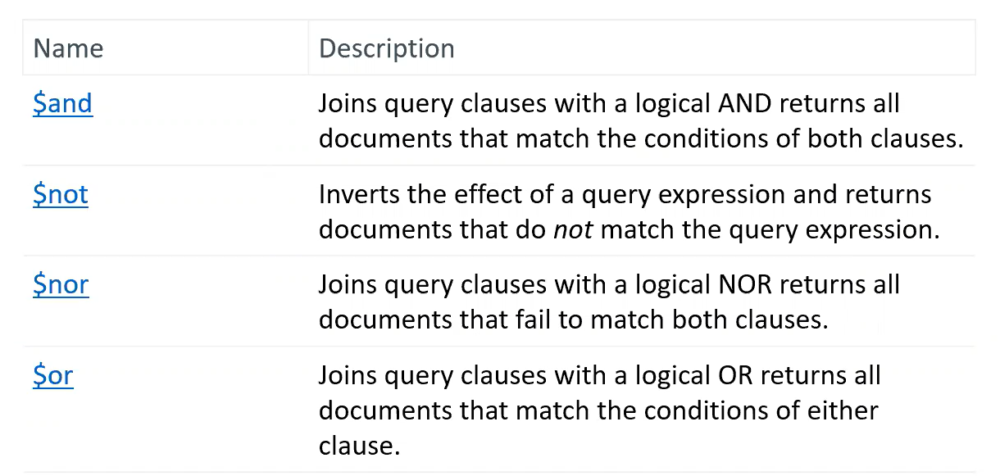 Name Description
$and Joins query clauses with a logical AND returns all
documents that match the conditions of both clauses.
$not Inverts the effect of a query expression and returns
documents that do not match the query expression.
$nor Joins query clauses with a logical NOR returns all
documents that fail to match both clauses.
$or Joins query clauses with a logical OR returns all
documents that match the conditions of either
clause.